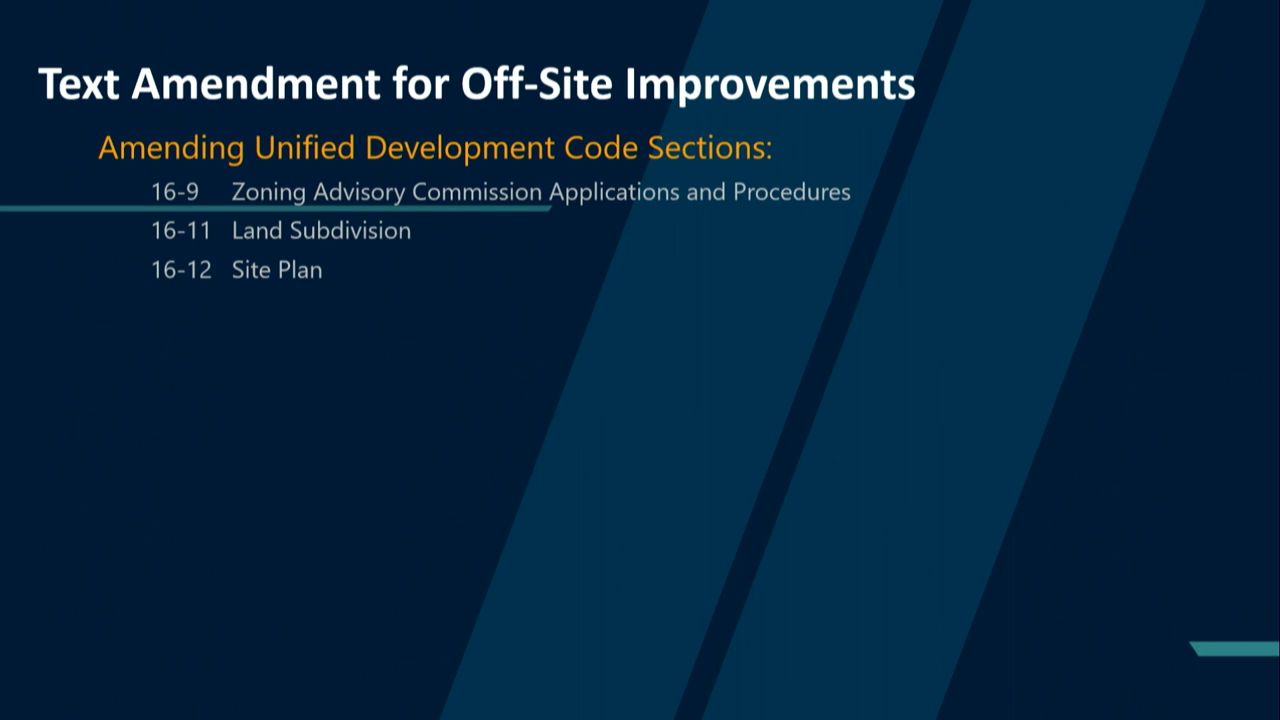 Text Amendment for Off-Site Improvements
Amending Unified Development Code Sections:
16-9 Zoning Advisory Commission Applications and Procedures
16-11 Land Subdivision
16-12 Site Plan